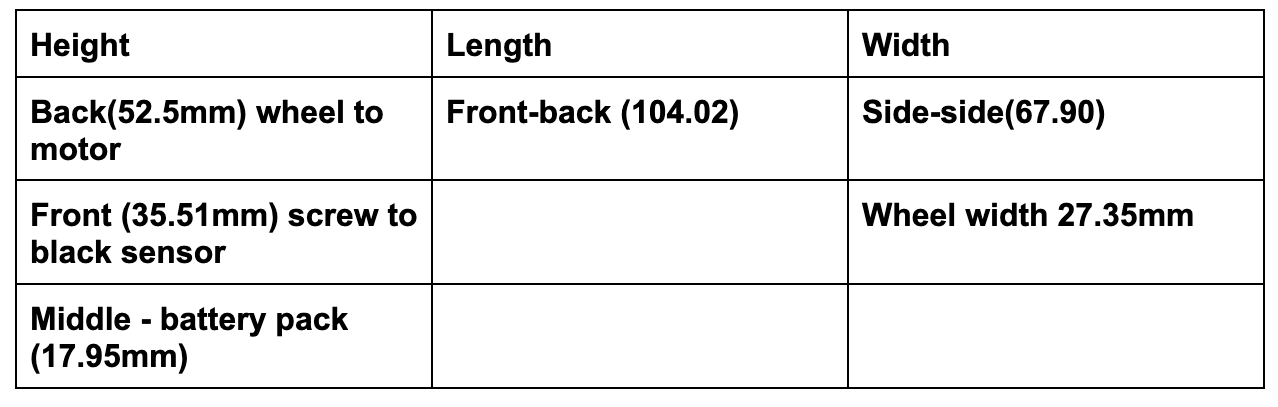 Height
Length
Width
Back(52.5mm) wheel to
motor
Front-back (104.02)
Side-side(67.90)
Front (35.51mm) screw to
black sensor
Wheel width 27.35mm
Middle - battery pack
(17.95mm)